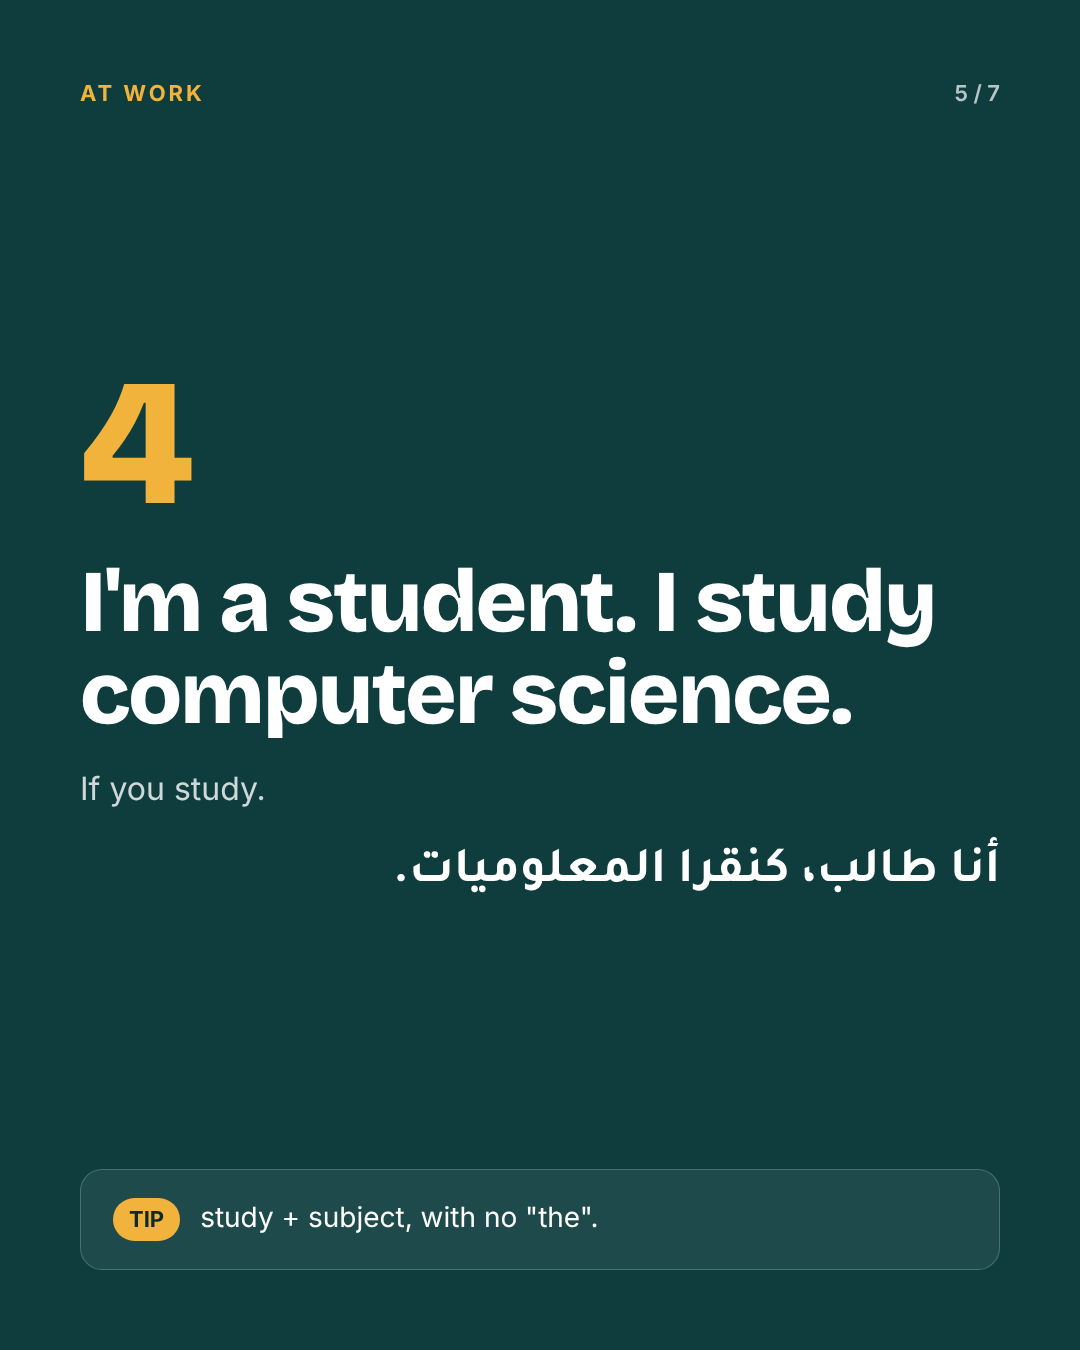 AT WORK
5 / 7
4
I'm a student. I study
computer science.
If you study.
أنا طالب، كنقرا المعلوميات.
TIP study + subject, with no "the".